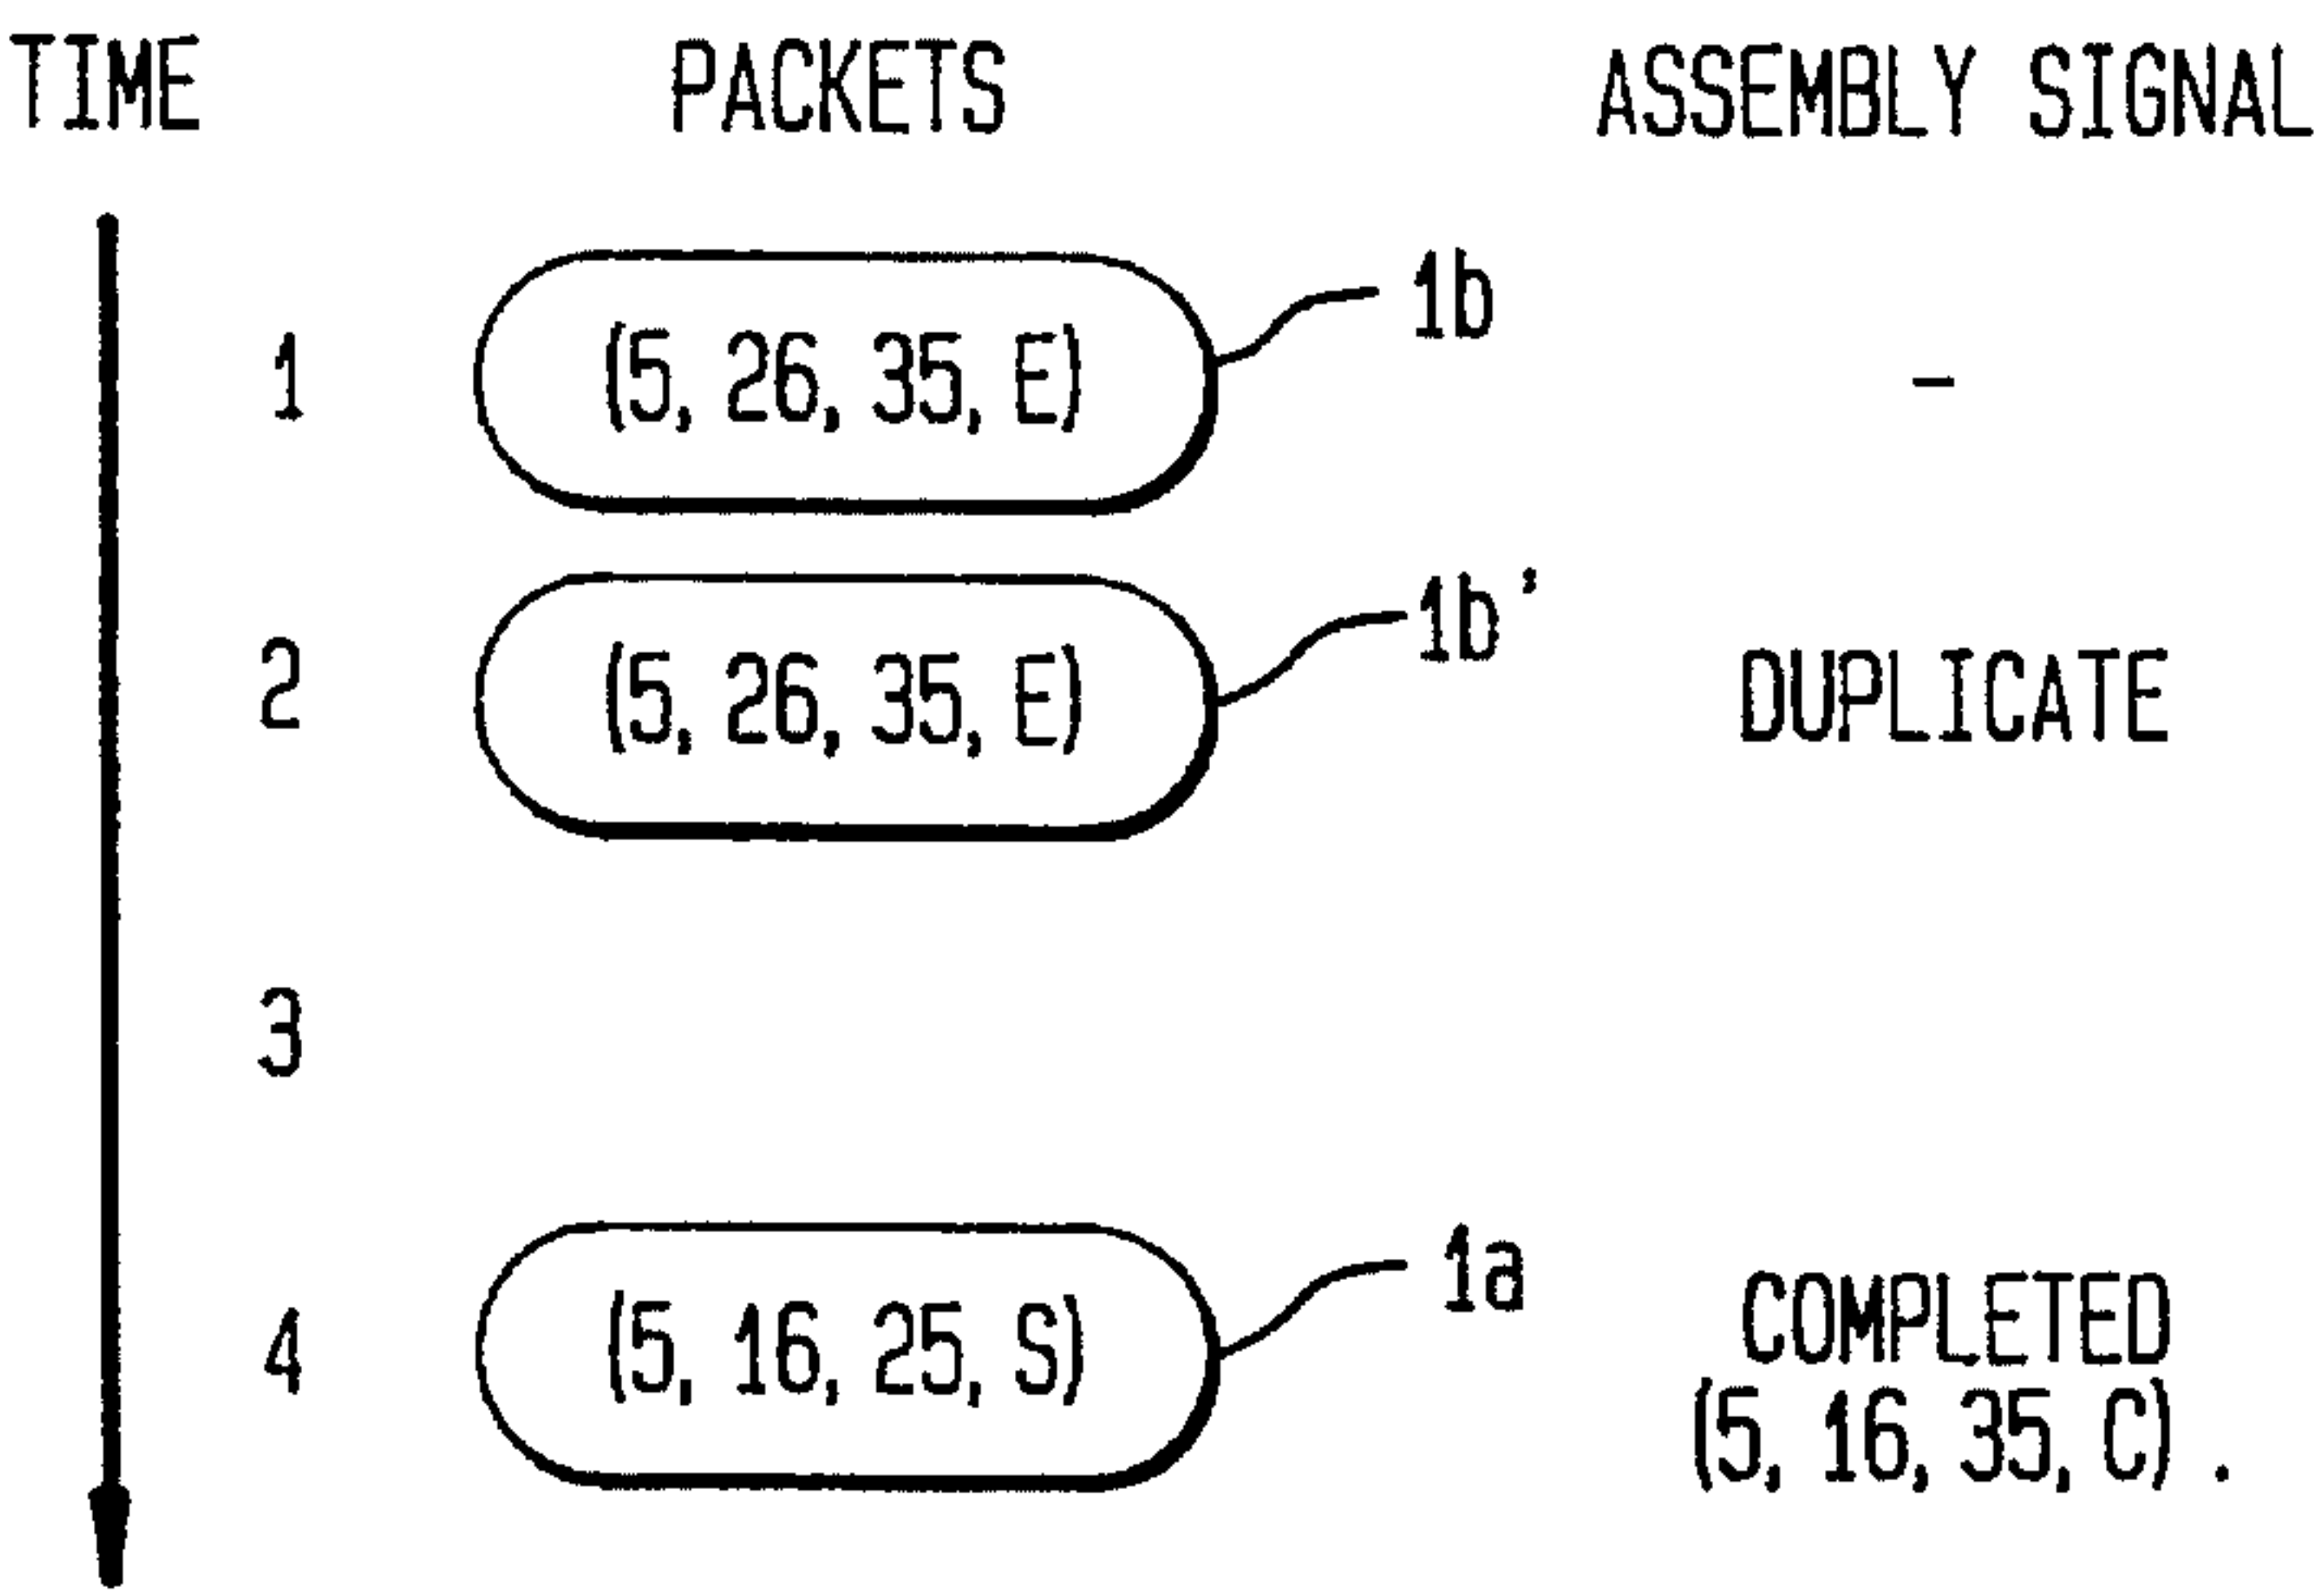 TIME PACKETS ASSEMBLY SIGNAL
1 (5, 26, 35, E) 1b -
2 (5, 26, 35, E) 1b' DUPLICATE
3
4 (5, 16, 25, S) 1a COMPLETED
(5, 16, 35, C) .